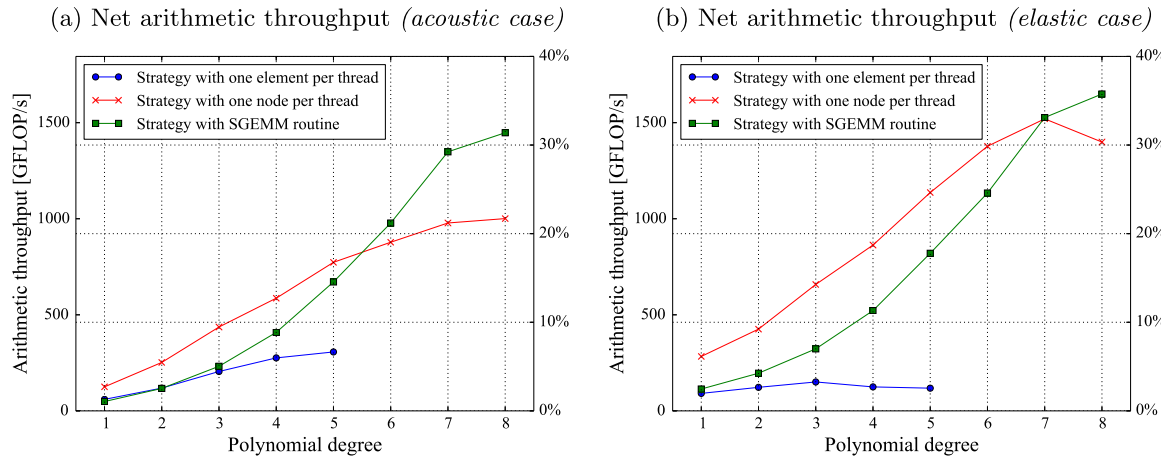 (a) Net arithmetic throughput (acoustic case)
Strategy with one element per thread
Strategy with one node per thread
Strategy with SGEMM routine
Arithmetic throughput [GFLOP/s]
1500
1000
500
0
40%
30%
20%
10%
0%
1 2 3 4 5 6 7 8
Polynomial degree
(b) Net arithmetic throughput (elastic case)
Strategy with one element per thread
Strategy with one node per thread
Strategy with SGEMM routine
Arithmetic throughput [GFLOP/s]
1500
1000
500
0
40%
30%
20%
10%
0%
1 2 3 4 5 6 7 8
Polynomial degree